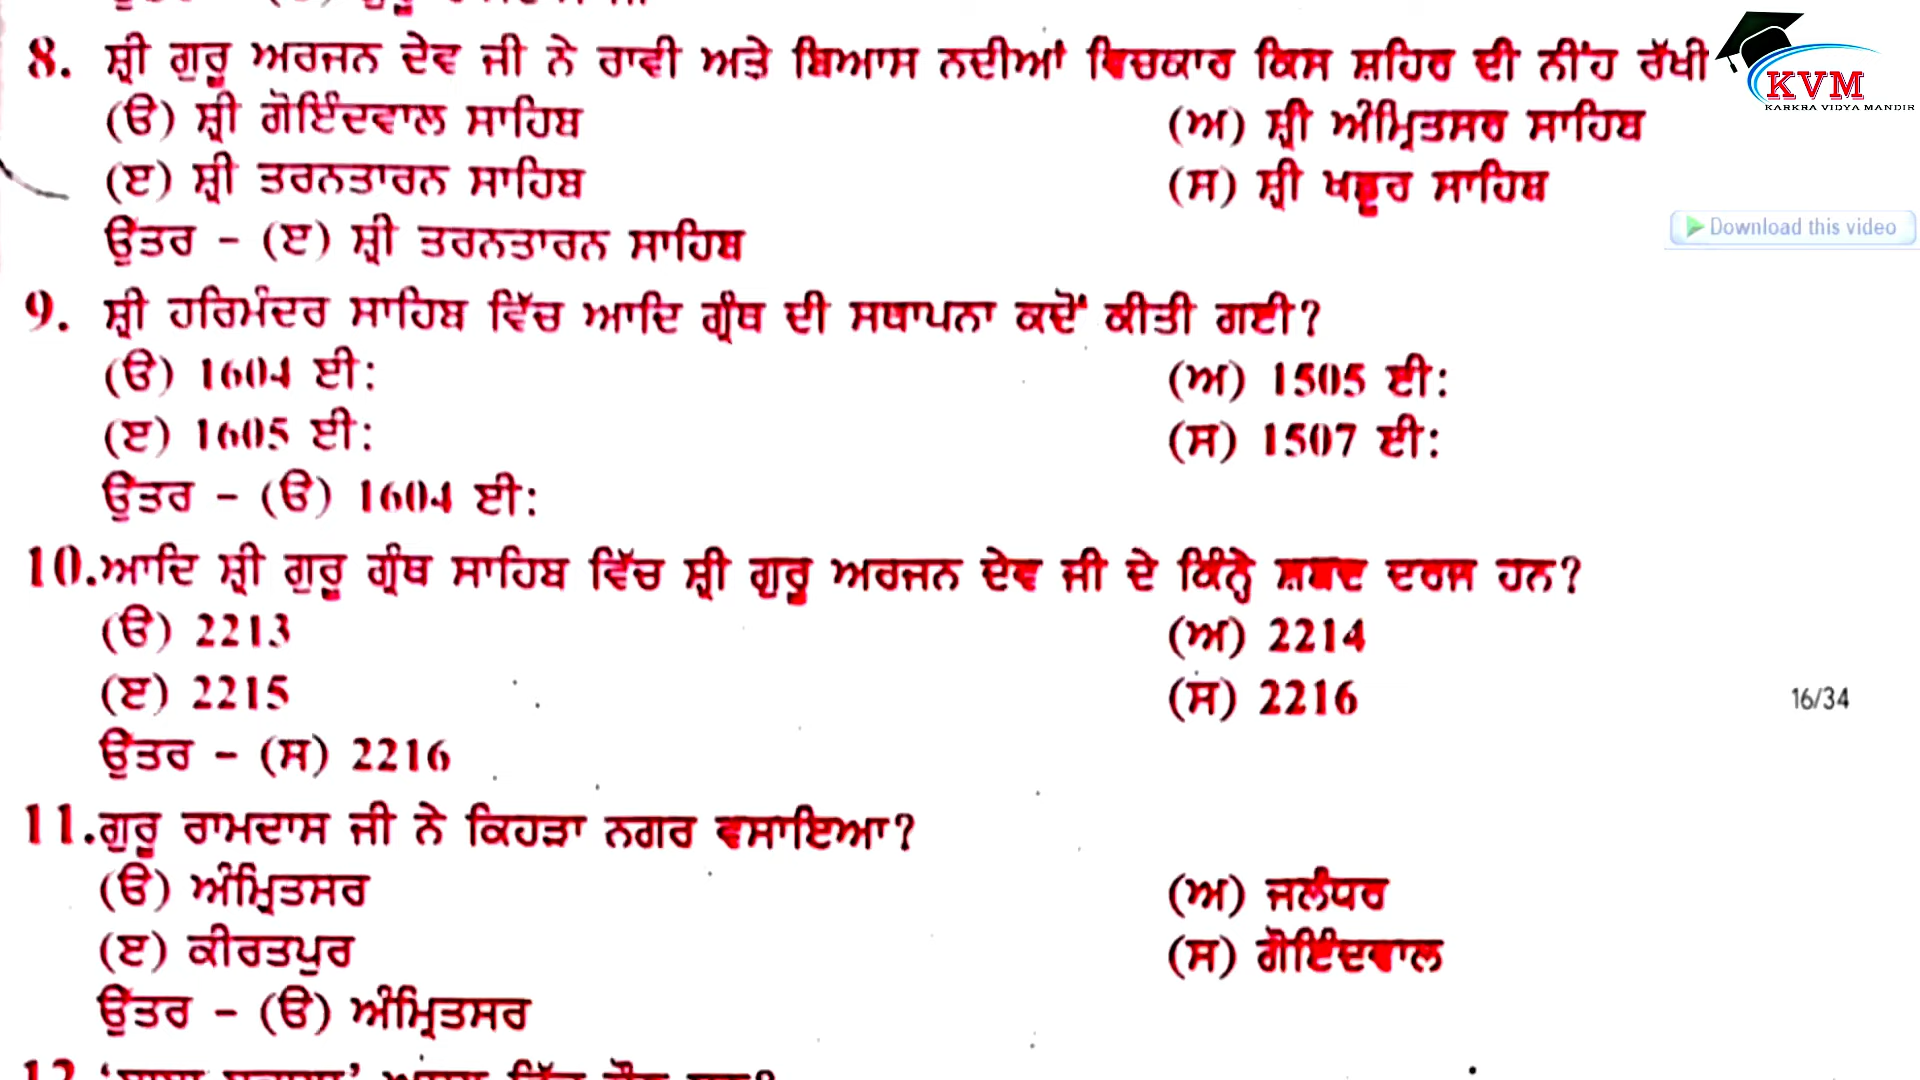 8. ਸ਼੍ਰੀ ਗੁਰੂ ਅਰਜਨ ਦੇਵ ਜੀ ਨੇ ਰਾਵੀ ਅਤੇ ਬਿਆਸ ਨਦੀਆਂ ਵਿਚਕਾਰ ਕਿਸ ਸ਼ਹਿਰ ਦੀ ਨੀਂਹ ਰੱਖੀ
KVM
KARKRA VIDYA MANDIR
(ੳ) ਸ਼੍ਰੀ ਗੋਇੰਦਵਾਲ ਸਾਹਿਬ (ਅ) ਸ਼੍ਰੀ ਅੰਮ੍ਰਿਤਸਰ ਸਾਹਿਬ
(ੲ) ਸ਼੍ਰੀ ਤਰਨਤਾਰਨ ਸਾਹਿਬ (ਸ) ਸ਼੍ਰੀ ਖਡੂਰ ਸਾਹਿਬ
Download this video
ਉੱਤਰ - (ੲ) ਸ਼੍ਰੀ ਤਰਨਤਾਰਨ ਸਾਹਿਬ
9. ਸ਼੍ਰੀ ਹਰਿਮੰਦਰ ਸਾਹਿਬ ਵਿੱਚ ਆਦਿ ਗ੍ਰੰਥ ਦੀ ਸਥਾਪਨਾ ਕਦੋਂ ਕੀਤੀ ਗਈ?
(ੳ) 1604 ਈ: (ਅ) 1505 ਈ:
(ੲ) 1605 ਈ: (ਸ) 1507 ਈ:
ਉੱਤਰ - (ੳ) 1604 ਈ:
10.ਆਦਿ ਸ਼੍ਰੀ ਗੁਰੂ ਗ੍ਰੰਥ ਸਾਹਿਬ ਵਿੱਚ ਸ਼੍ਰੀ ਗੁਰੂ ਅਰਜਨ ਦੇਵ ਜੀ ਦੇ ਕਿੰਨ੍ਹੇ ਸ਼ਬਦ ਦਰਜ ਹਨ?
(ੳ) 2213 (ਅ) 2214
(ੲ) 2215 (ਸ) 2216
16/34
ਉੱਤਰ - (ਸ) 2216
11.ਗੁਰੂ ਰਾਮਦਾਸ ਜੀ ਨੇ ਕਿਹੜਾ ਨਗਰ ਵਸਾਇਆ?
(ੳ) ਅੰਮ੍ਰਿਤਸਰ (ਅ) ਜਲੰਧਰ
(ੲ) ਕੀਰਤਪੁਰ (ਸ) ਗੋਇੰਦਵਾਲ
ਉੱਤਰ - (ੳ) ਅੰਮ੍ਰਿਤਸਰ